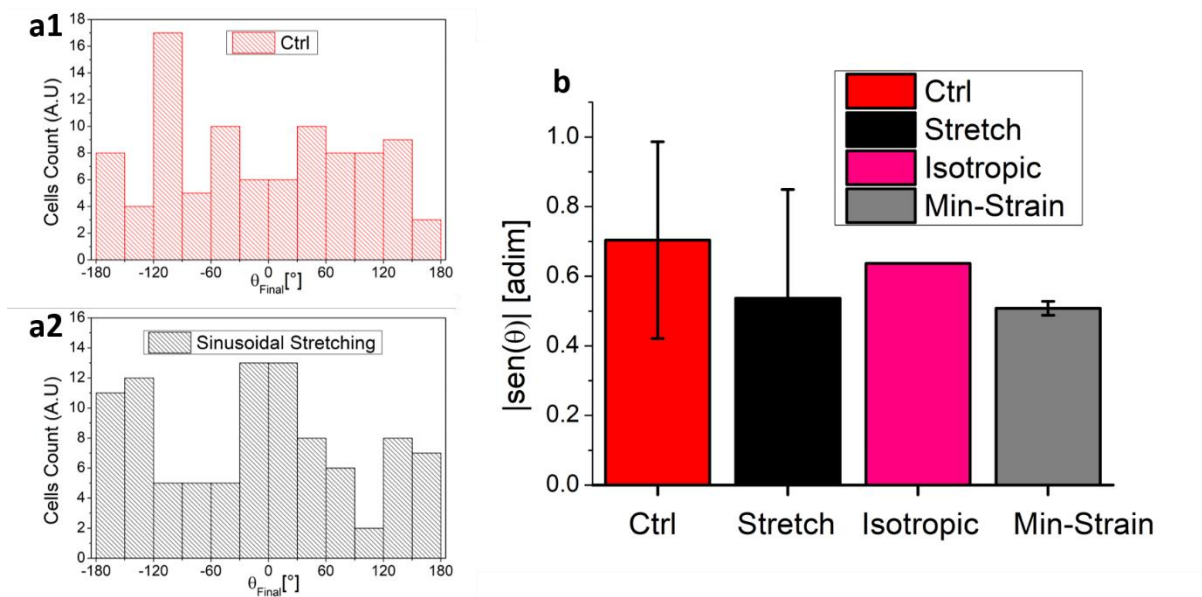 a1
Ctrl
Cells Count (A.U)
18
16
14
12
10
8
6
4
2
0
-180 -120 -60 0 60 120 180
θFinal[°]
a2
Sinusoidal Stretching
Cells Count (A.U)
16
14
12
10
8
6
4
2
0
-180 -120 -60 0 60 120 180
θFinal[°]
b
Ctrl
Stretch
Isotropic
Min-Strain
|sen(θ)| [adim]
1.0
0.8
0.6
0.4
0.2
0.0
Ctrl Stretch Isotropic Min-Strain